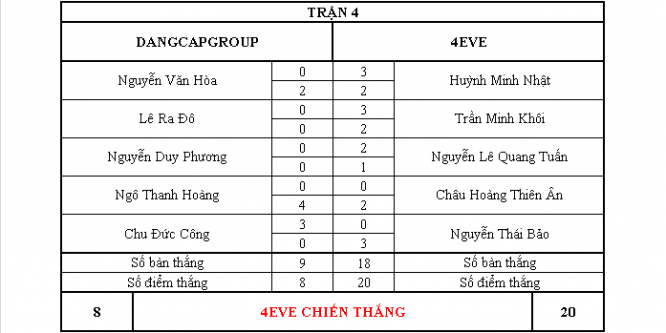 TRẬN 4
DANGCAPGROUP 4EVE
Nguyễn Văn Hòa 0 3 Huỳnh Minh Nhật
2 2
Lê Ra Đô 0 3 Trần Minh Khôi
0 2
Nguyễn Duy Phương 0 2 Nguyễn Lê Quang Tuấn
0 1
Ngô Thanh Hoàng 0 0 Châu Hoàng Thiên Ân
4 2
Chu Đức Công 3 0 Nguyễn Thái Bảo
0 3
Số bàn thắng 9 18 Số bàn thắng
Số điểm thắng 8 20 Số điểm thắng
8 4EVE CHIẾN THẮNG 20